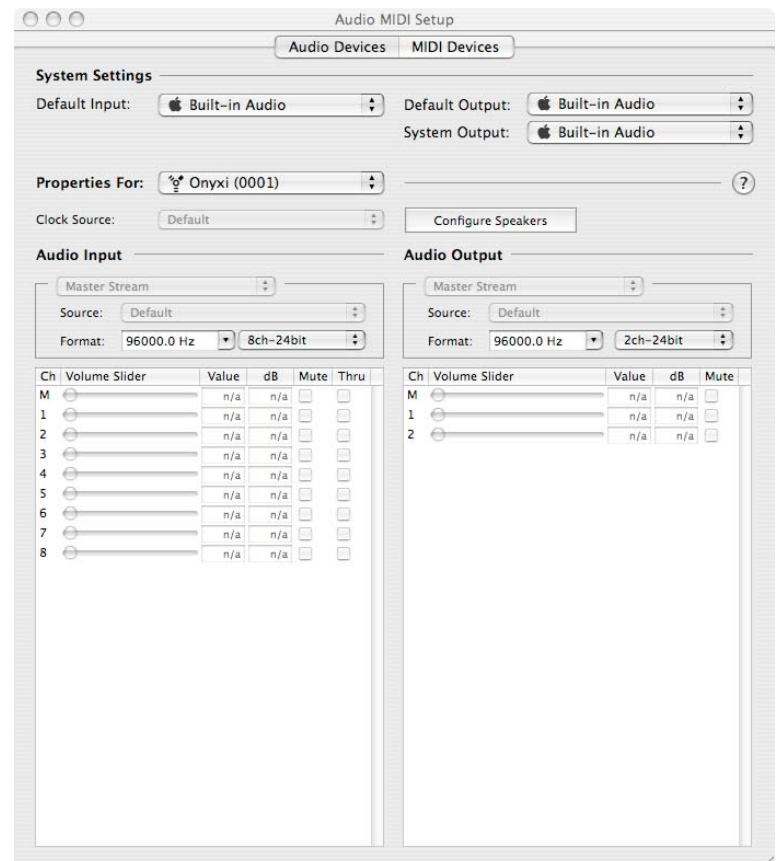 Audio MIDI Setup
Audio Devices MIDI Devices
System Settings
Default Input: Built-in Audio
Default Output: Built-in Audio
System Output: Built-in Audio
Properties For: Onyxi (0001) ?
Clock Source: Default
Configure Speakers
Audio Input
Master Stream
Source: Default
Format: 96000.0 Hz 8ch-24bit
Ch Volume Slider Value dB Mute Thru
M n/a n/a
1 n/a n/a
2 n/a n/a
3 n/a n/a
4 n/a n/a
5 n/a n/a
6 n/a n/a
7 n/a n/a
8 n/a n/a
Audio Output
Master Stream
Source: Default
Format: 96000.0 Hz 2ch-24bit
Ch Volume Slider Value dB Mute
M n/a n/a
1 n/a n/a
2 n/a n/a